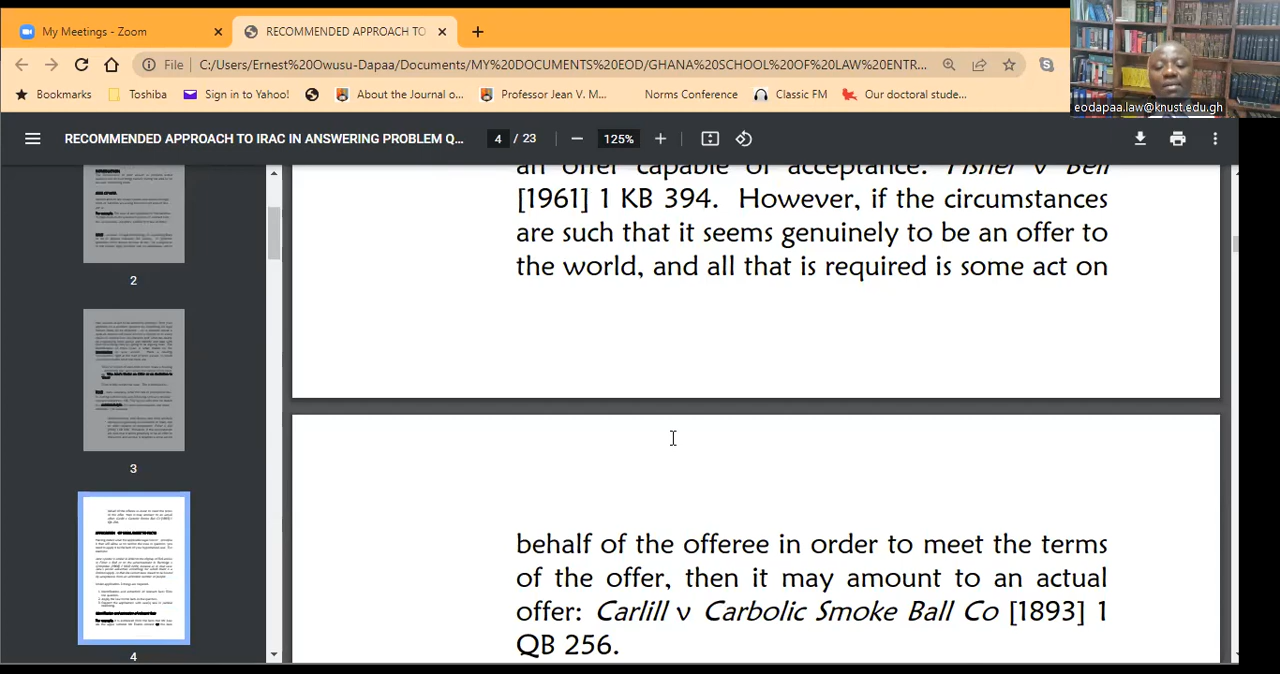 My Meetings - Zoom
RECOMMENDED APPROACH TO
File
C:/Users/Ernest%20Owusu-Dapaa/Documents/MY%20DOCUMENTS%20EOD/GHANA%20SCHOOL%20OF%20LAW%20ENTR...
Bookmarks
Toshiba
Sign in to Yahoo!
About the Journal o...
Professor Jean V. M...
Norms Conference
Classic FM
Our doctoral stude...
eodapaa.law@knust.edu.gh
RECOMMENDED APPROACH TO IRAC IN ANSWERING PROBLEM Q...
4 / 23
125%
2
3
4
an offer capable of acceptance. Fisher v Bell
[1961] 1 KB 394. However, if the circumstances
are such that it seems genuinely to be an offer to
the world, and all that is required is some act on
behalf of the offeree in order to meet the terms
of the offer, then it may amount to an actual
offer: Carlill v Carbolic Smoke Ball Co [1893] 1
QB 256.